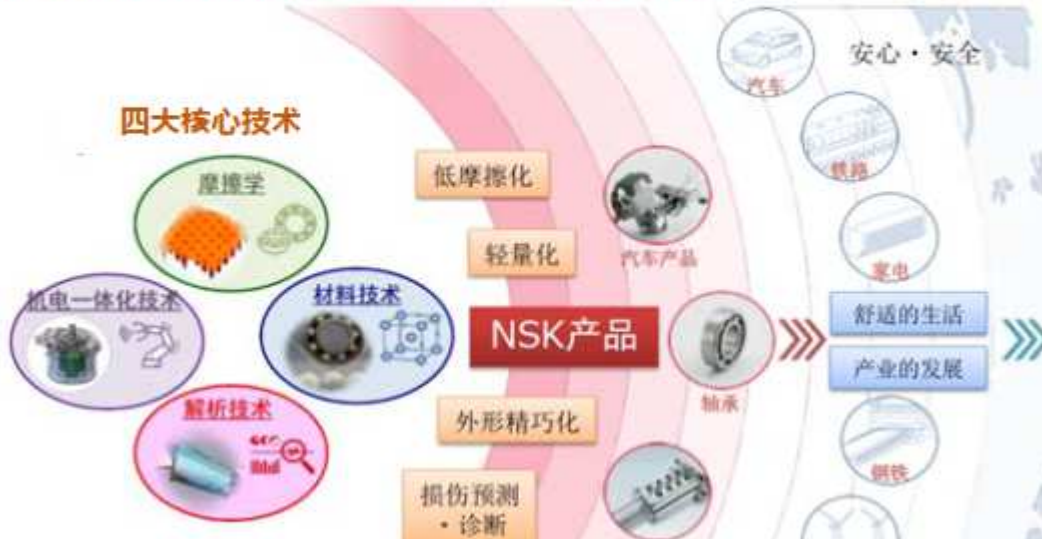 四大核心技术
摩擦学
机电一体化技术
材料技术
解析技术
低摩擦化
轻量化
NSK产品
外形精巧化
损伤预测
·诊断
汽车产品
轴承
汽车
铁路
家电
舒适的生活
产业的发展
钢铁
安心·安全